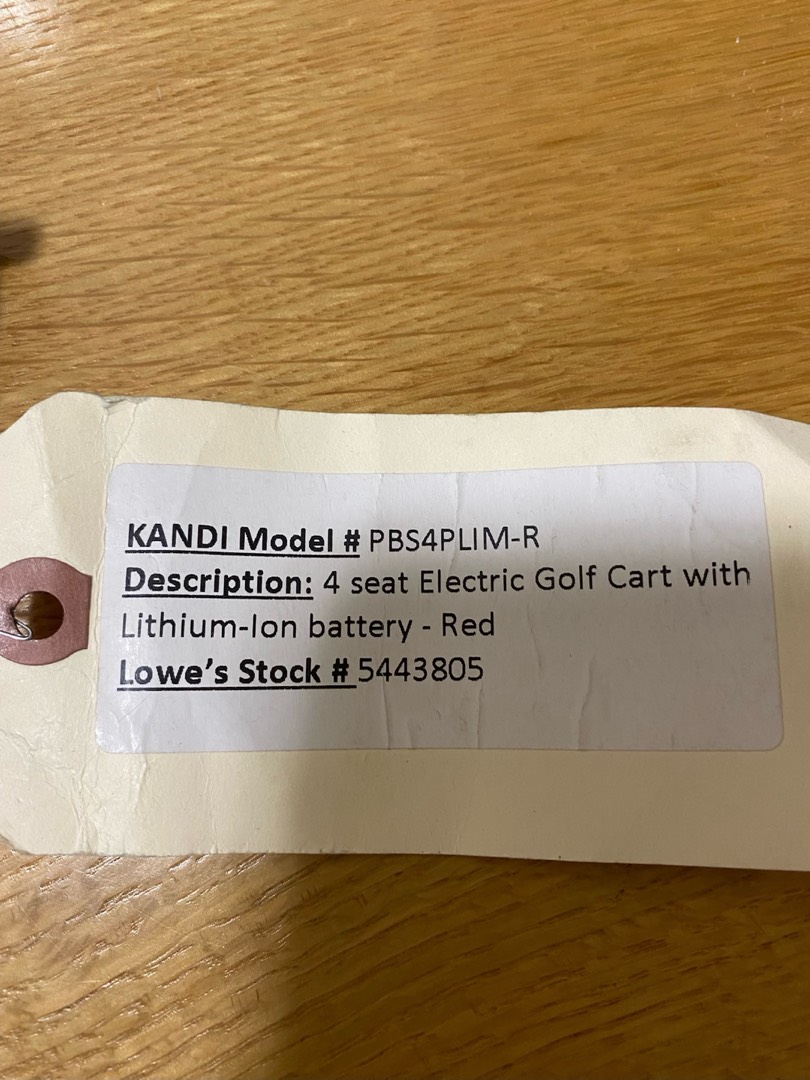 KANDI Model # PBS4PLIM-R
Description: 4 seat Electric Golf Cart with
Lithium-Ion battery - Red
Lowe's Stock # 5443805